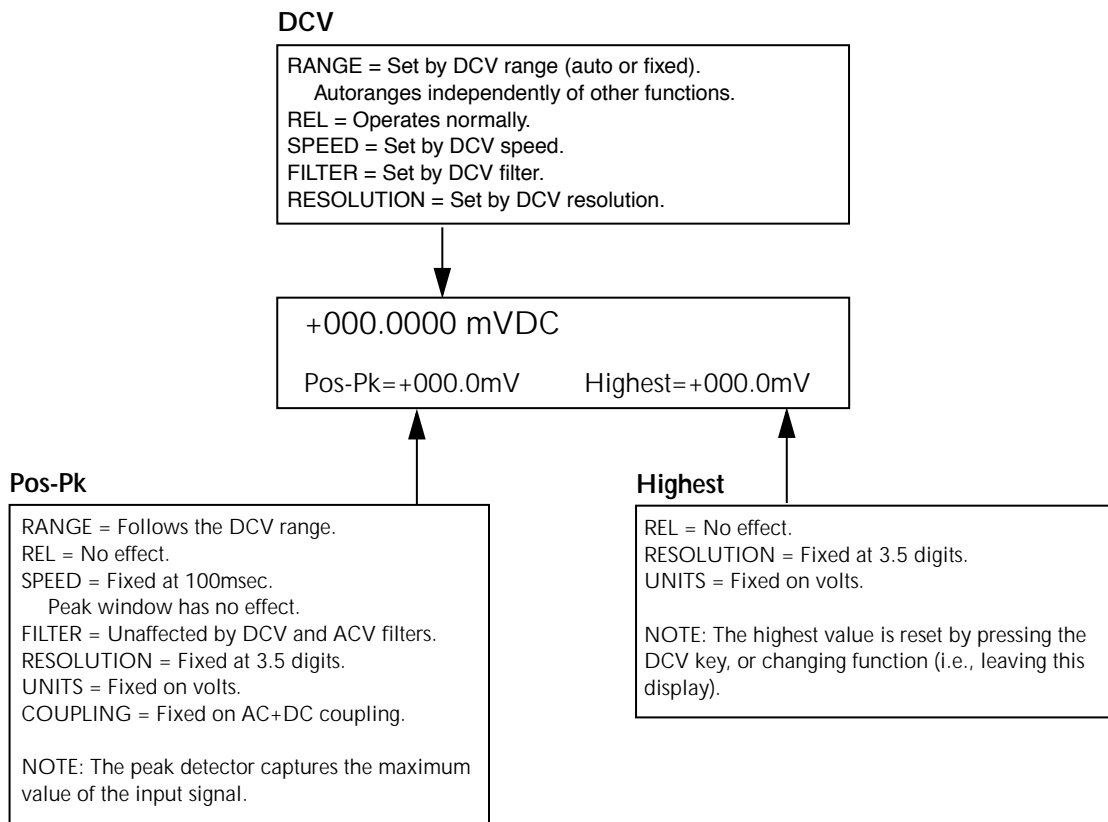 DCV
RANGE = Set by DCV range (auto or fixed).
Autoranges independently of other functions.
REL = Operates normally.
SPEED = Set by DCV speed.
FILTER = Set by DCV filter.
RESOLUTION = Set by DCV resolution.
+000.0000 mVDC
Pos-Pk=+000.0mV Highest=+000.0mV
Pos-Pk
RANGE = Follows the DCV range.
REL = No effect.
SPEED = Fixed at 100msec.
Peak window has no effect.
FILTER = Unaffected by DCV and ACV filters.
RESOLUTION = Fixed at 3.5 digits.
UNITS = Fixed on volts.
COUPLING = Fixed on AC+DC coupling.
NOTE: The peak detector captures the maximum
value of the input signal.
Highest
REL = No effect.
RESOLUTION = Fixed at 3.5 digits.
UNITS = Fixed on volts.
NOTE: The highest value is reset by pressing the
DCV key, or changing function (i.e., leaving this
display).